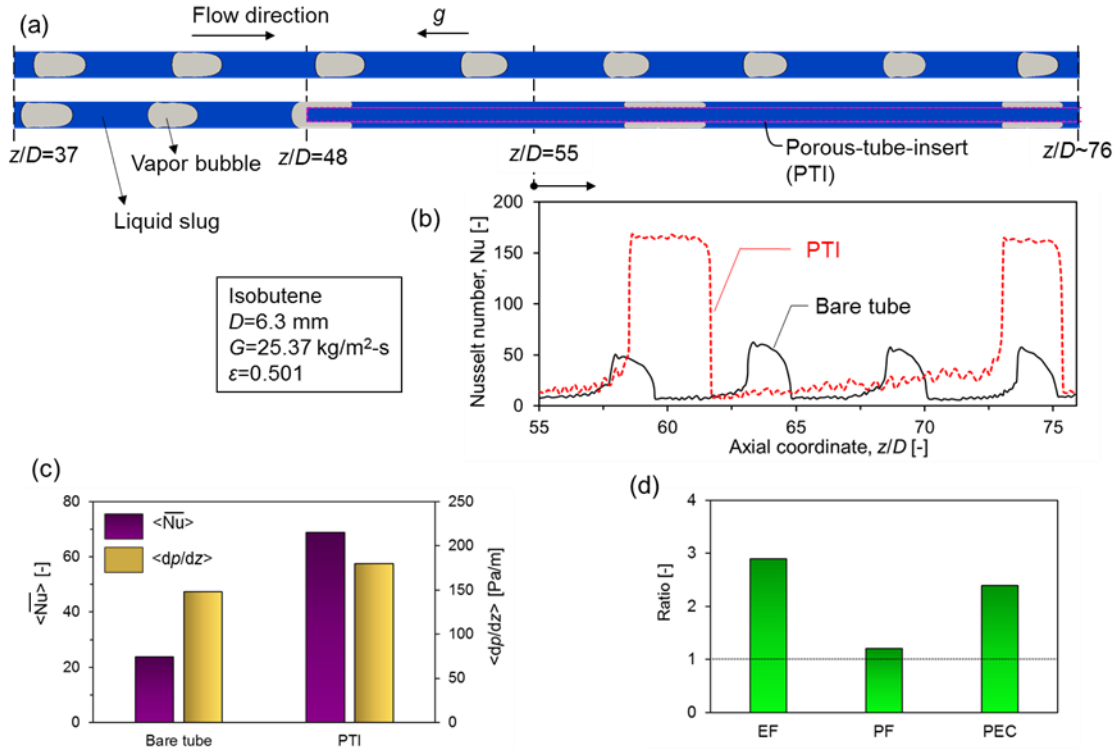 (a)
Flow direction
g
z/D=37
Vapor bubble
Liquid slug
z/D=48
z/D=55
Porous-tube-insert
(PTI)
z/D~76
Isobutene
D=6.3 mm
G=25.37 kg/m²-s
ε=0.501
(b)
Nusselt number, Nu [-]
200
150
100
50
0
PTI
Bare tube
55 60 65 70 75
Axial coordinate, z/D [-]
(c)
<N̅u̅> [-]
80
60
40
20
0
<N̅u̅>
<dp/dz>
250
200
150
100
50
0
<dp/dz> [Pa/m]
Bare tube PTI
(d)
Ratio [-]
4
3
2
1
0
EF PF PEC